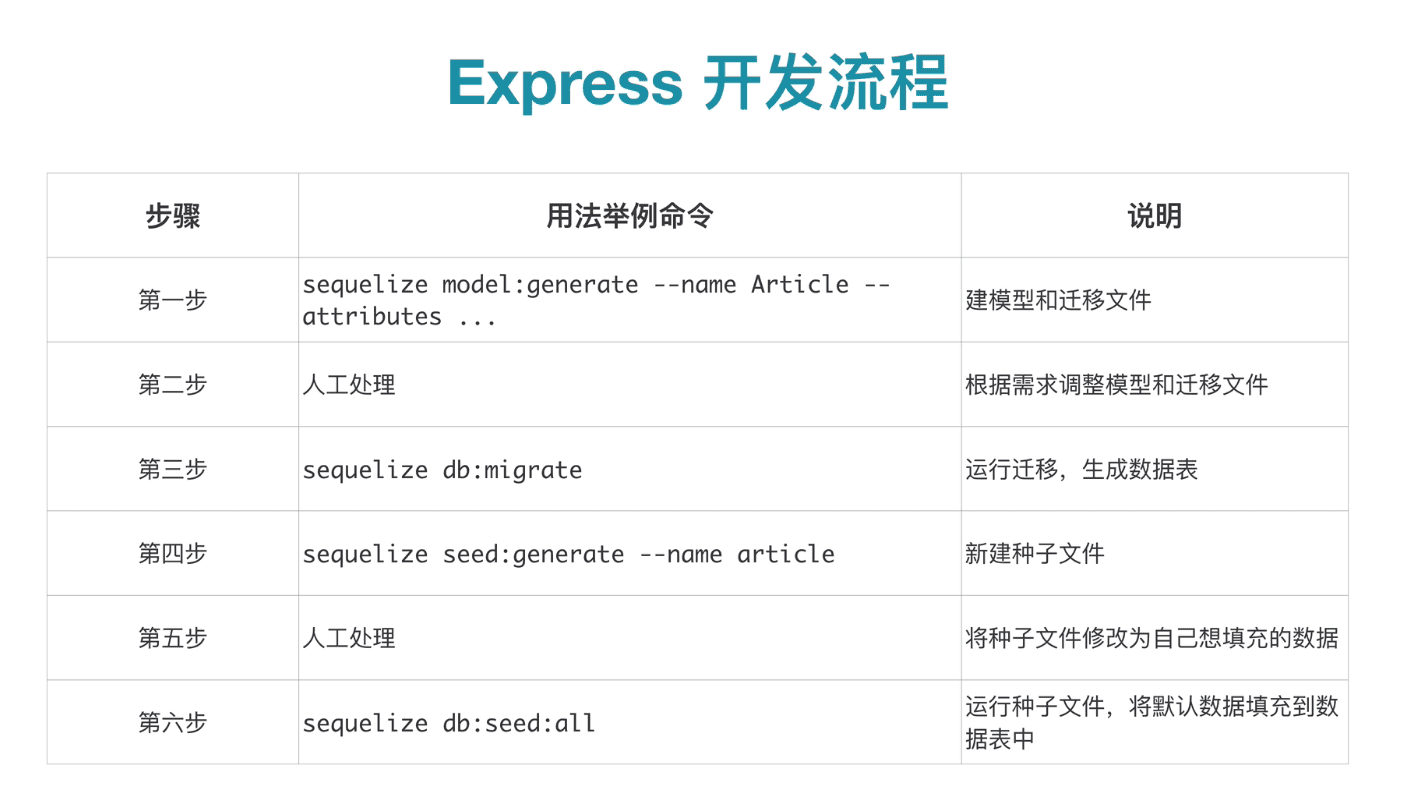 Express 开发流程
步骤
用法举例命令
说明
第一步
sequelize model:generate --name Article --
attributes ...
建模型和迁移文件
第二步
人工处理
根据需求调整模型和迁移文件
第三步
sequelize db:migrate
运行迁移，生成数据表
第四步
sequelize seed:generate --name article
新建种子文件
第五步
人工处理
将种子文件修改为自己想填充的数据
第六步
sequelize db:seed:all
运行种子文件，将默认数据填充到数
据表中